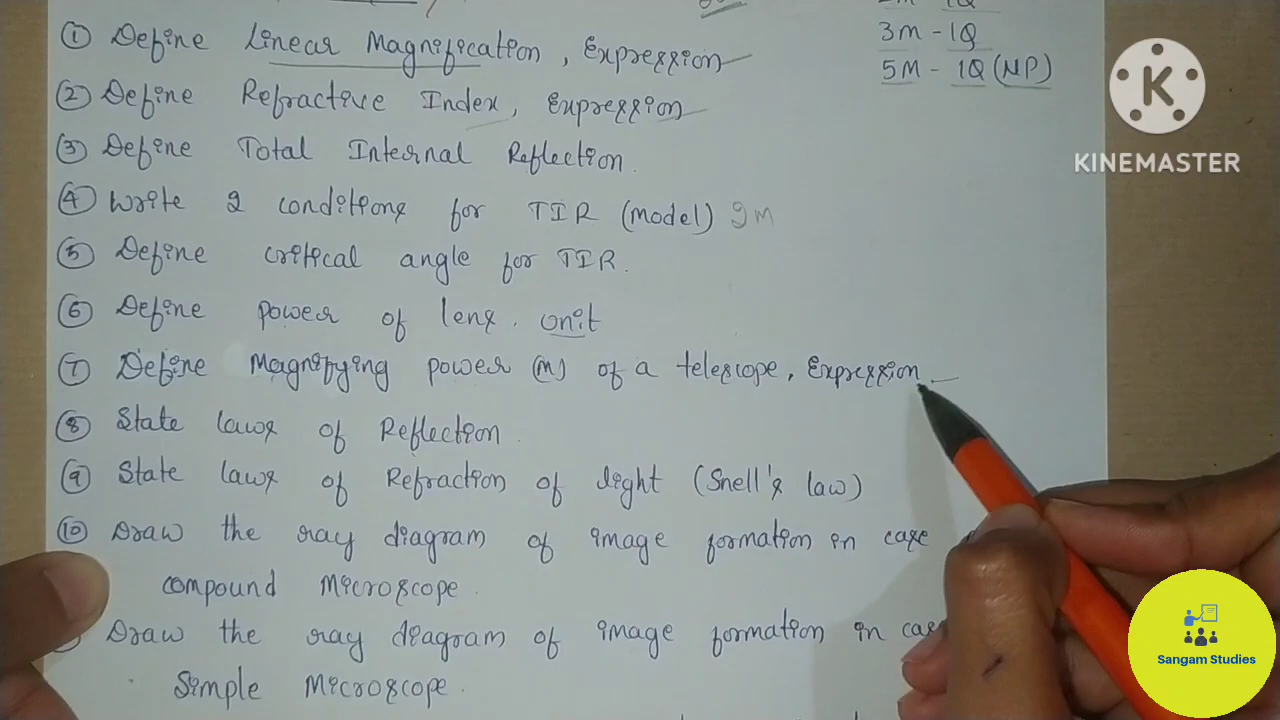 3m - 1Q
5M - 1Q (NP)
① Define Linear Magnification, Expression
② Define Refractive Index, Expression
③ Define Total Internal Reflection.
④ Write 2 conditions for TIR (model) 2m
⑤ Define critical angle for TIR.
⑥ Define power of lens. Unit
⑦ Define Magnifying power (M) of a telescope, Expression
⑧ State laws of Reflection.
⑨ State laws of Refraction of light (Snell's law)
⑩ Draw the ray diagram of image formation in case
compound Microscope.
Draw the ray diagram of image formation in
Simple Microscope.
K
KINEMASTER
Sangam Studies